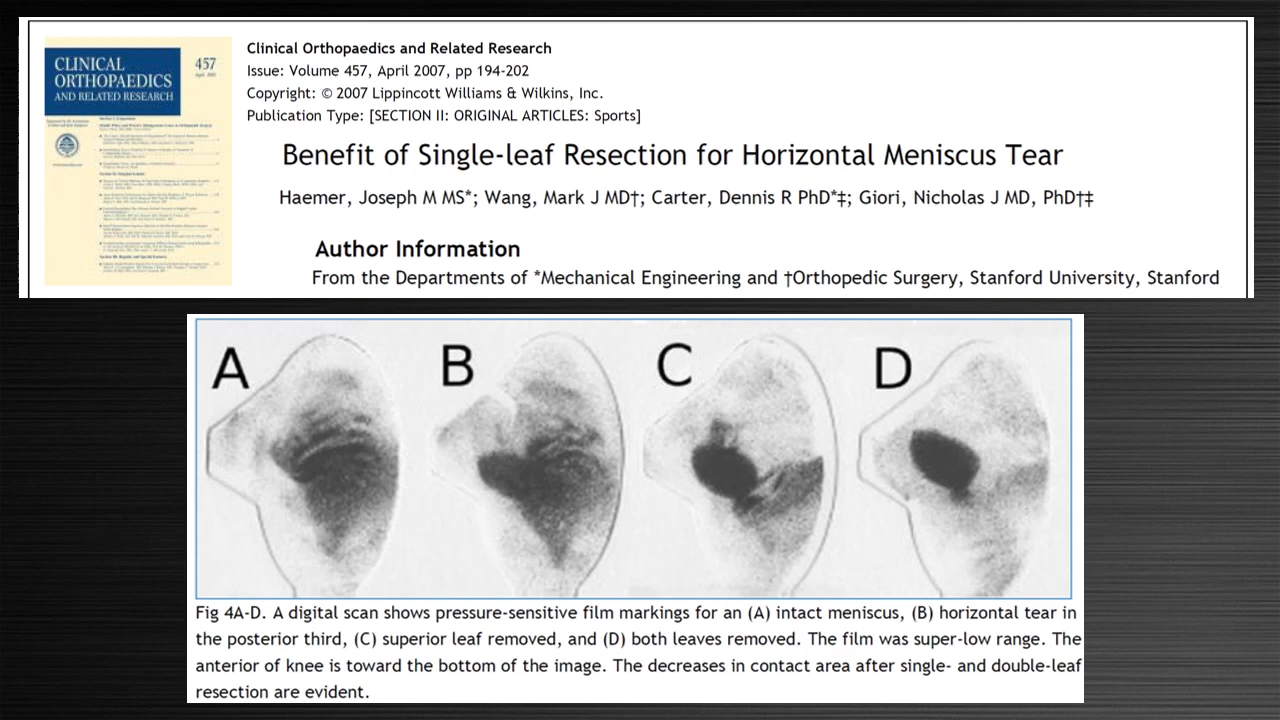 CLINICAL
ORTHOPAEDICS
AND RELATED RESEARCH
457
Clinical Orthopaedics and Related Research
Issue: Volume 457, April 2007, pp 194-202
Copyright: © 2007 Lippincott Williams & Wilkins, Inc.
Publication Type: [SECTION II: ORIGINAL ARTICLES: Sports]
Benefit of Single-leaf Resection for Horizontal Meniscus Tear
Haemer, Joseph M MS*; Wang, Mark J MD†; Carter, Dennis R PhD*‡; Giori, Nicholas J MD, PhD†‡
Author Information
From the Departments of *Mechanical Engineering and †Orthopedic Surgery, Stanford University, Stanford
A
B
C
D
Fig 4A-D. A digital scan shows pressure-sensitive film markings for an (A) intact meniscus, (B) horizontal tear in
the posterior third, (C) superior leaf removed, and (D) both leaves removed. The film was super-low range. The
anterior of knee is toward the bottom of the image. The decreases in contact area after single- and double-leaf
resection are evident.